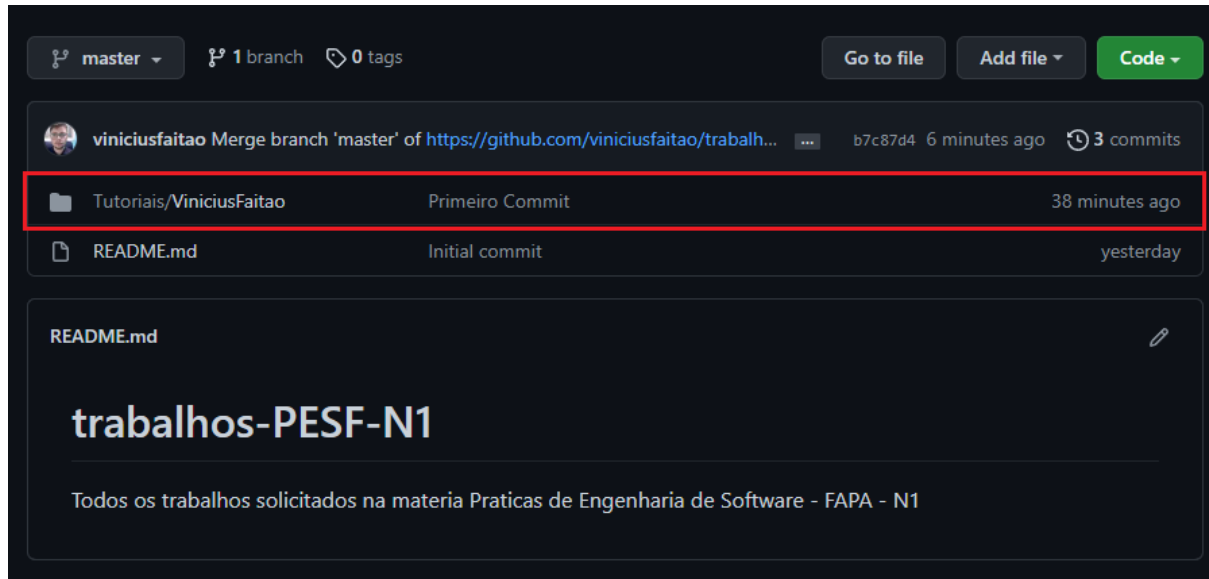 master 1 branch 0 tags Go to file Add file Code
viniciusfaitao Merge branch 'master' of https://github.com/viniciusfaitao/trabalh... ... b7c87d4 6 minutes ago 3 commits
Tutoriais/ViniciusFaitao Primeiro Commit 38 minutes ago
README.md Initial commit yesterday
README.md
trabalhos-PESF-N1
Todos os trabalhos solicitados na materia Praticas de Engenharia de Software - FAPA - N1